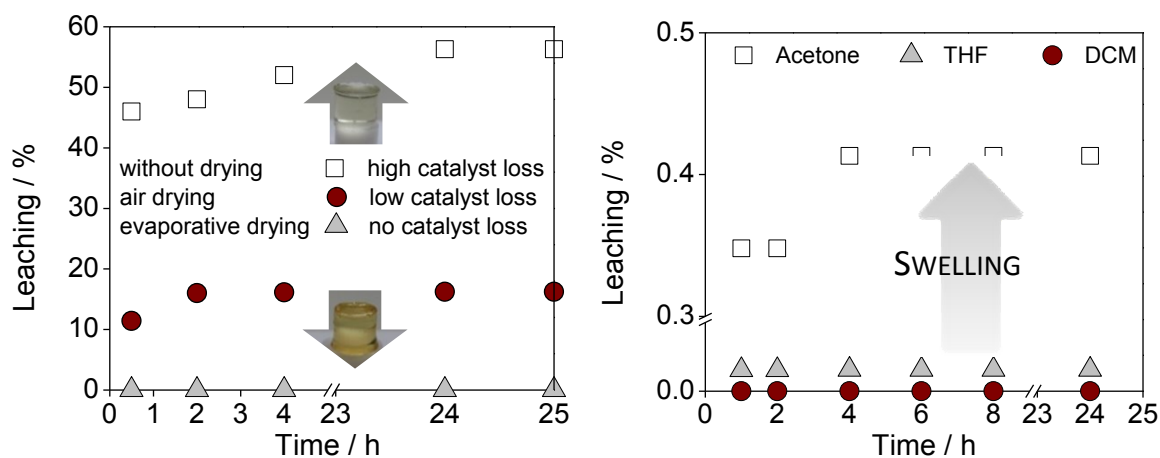 60
50
40
30
20
10
0
Leaching / %
without drying □ high catalyst loss
air drying ● low catalyst loss
evaporative drying ▲ no catalyst loss
0 1 2 3 4 23 24 25
Time / h
0.5
0.4
0.3
0.0
Leaching / %
□ Acetone ▲ THF ● DCM
SWELLING
0 2 4 6 8 23 24 25
Time / h